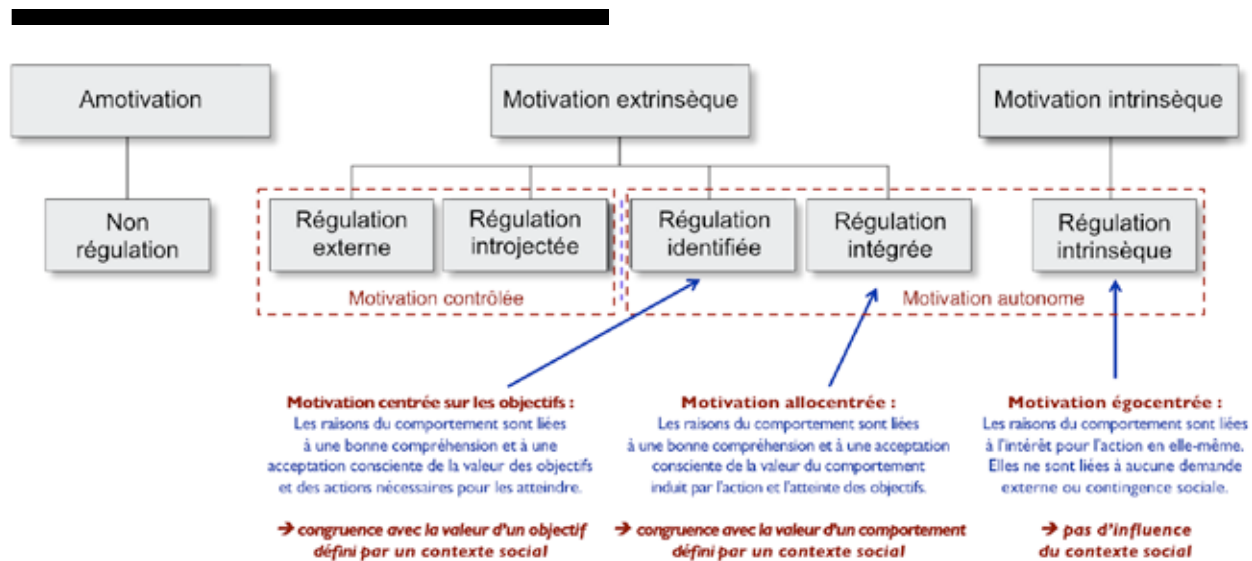 Amotivation
Motivation extrinsèque
Motivation intrinsèque
Non
régulation
Régulation
externe
Régulation
introjectée
Régulation
identifiée
Régulation
intégrée
Régulation
intrinsèque
Motivation contrôlée
Motivation autonome
Motivation centrée sur les objectifs :
Les raisons du comportement sont liées
à une bonne compréhension et à une
acceptation consciente de la valeur des objectifs
et des actions nécessaires pour les atteindre.
→ congruence avec la valeur d'un objectif
défini par un contexte social
Motivation allocentrée :
Les raisons du comportement sont liées
à une bonne compréhension et à une acceptation
consciente de la valeur du comportement
induit par l'action et l'atteinte des objectifs.
→ congruence avec la valeur d'un comportement
défini par un contexte social
Motivation égocentrée :
Les raisons du comportement sont liées
à l'intérêt pour l'action en elle-même.
Elles ne sont liées à aucune demande
externe ou contingence sociale.
→ pas d'influence
du contexte social